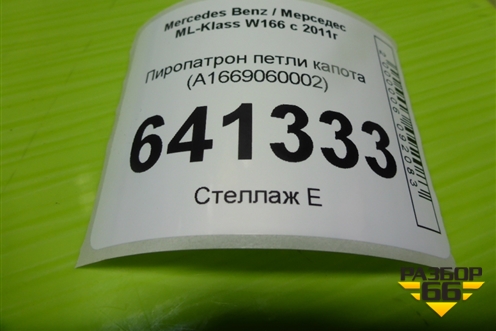 Mercedes Benz / Мерседес
ML-Klass W166 с 2011г
Пиропатрон петли капота
(A1669060002)
641333
Стеллаж Е
РАЗБОР
66